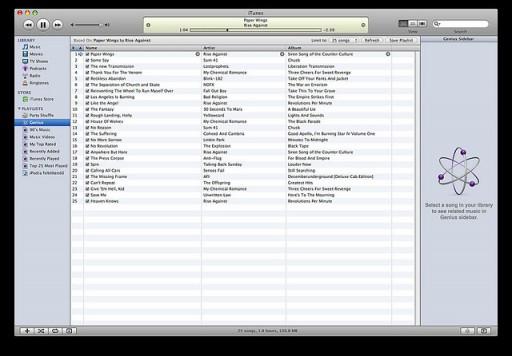 iTunes
Paper Wings
Rise Against
1:04 -2:39
View Search
LIBRARY
Music
Movies
TV Shows
Podcasts
Radio
Ringtones
STORE
iTunes Store
PLAYLISTS
Party Shuffle
Genius
90's Music
Music Videos
My Top Rated
Recently Added
Recently Played
Top 25 Most Played
Based On: Paper Wings by Rise Against Limit to: 25 songs Refresh Save Playlist
Name Artist Album
1 Paper Wings Rise Against Siren Song of the Counter Culture
2 Some Say Sum 41 Chuck
3 The new Transmission Lostprophets Liberation Transmission
4 Thank You For The Venom My Chemical Romance Three Cheers For Sweet Revenge
5 Reckless Abandon Blink-182 Take Off Your Pants And Jacket
6 The Separation of Church and Skate NOFX The War on Errorism
7 Reinventing The Wheel To Run Myself Over Fall Out Boy Take This To Your Grave
8 Los Angeles Is Burning Bad Religion The Empire Strikes First
9 Like the Angel Rise Against Revolutions Per Minute
10 The Fantasy 30 Seconds To Mars A Beautiful Lie
11 Rough Landing, Holly Yellowcard Lights And Sounds
12 House Of Wolves My Chemical Romance The Black Parade
13 No Reason Sum 41 Chuck
14 The Suffering Coheed And Cambria Good Apollo, I'm Burning Star IV Volume One
15 No More Sorrow Linkin Park Minutes To Midnight
16 No Revolution The Explosion Black Tape
17 Anywhere But Here Rise Against Siren Song of the Counter Culture
18 The Press Corpse Anti-Flag For Blood And Empire
19 Spin Taking Back Sunday Louder Now
20 Calling All Cars Senses Fail Still Searching
21 The Missing Frame AFI Decemberunderground [Deluxe Cab Edition]
22 Can't Repeat The Offspring Greatest Hits
23 Give 'Em Hell, Kid My Chemical Romance Three Cheers For Sweet Revenge
24 Save Me Unwritten Law Here's To The Mourning
25 Heaven Knows Rise Against Revolutions Per Minute
Genius Sidebar
Select a song in your library
to see related music in
Genius sidebar.
25 songs, 1.4 hours, 135.8 MB